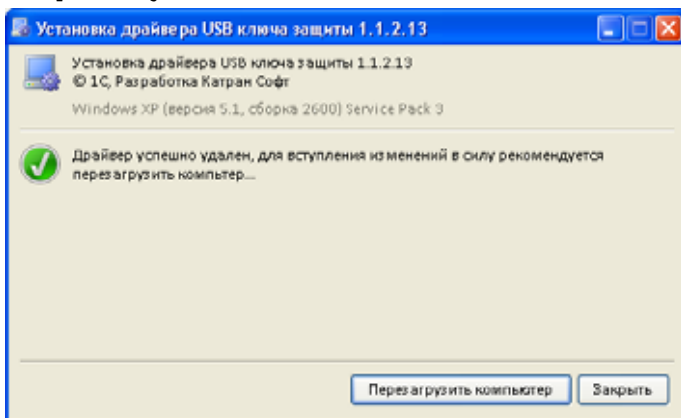 Установка драйвера USB ключа защиты 1.1.2.13
Установка драйвера USB ключа защиты 1.1.2.13
© 1С, Разработка Катран Софт
Windows XP (версия 5.1, сборка 2600) Service Pack 3
Драйвер успешно удален, для вступления изменений в силу рекомендуется
перезагрузить компьтер...
Перезагрузить компьютер
Закрыть